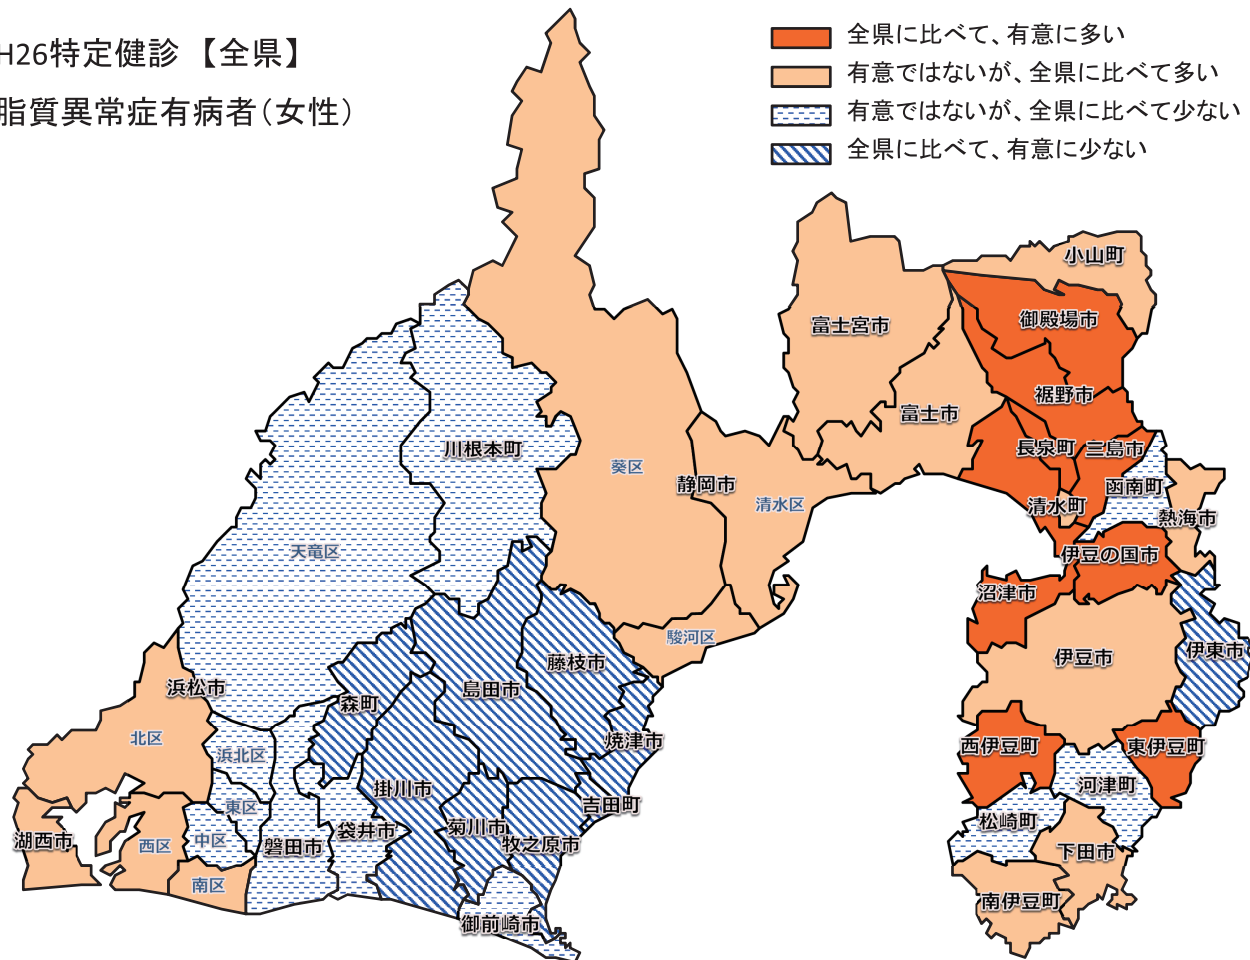 H26特定健診 【全県】
脂質異常症有病者（女性）
全県に比べて、有意に多い
有意ではないが、全県に比べて多い
有意ではないが、全県に比べて少ない
全県に比べて、有意に少ない
小山町
御殿場市
富士宮市
裾野市
富士市
長泉町
三島市
川根本町
葵区
静岡市
清水区
函南町
清水町
熱海市
天竜区
伊豆の国市
沼津市
駿河区
伊豆市
伊東市
藤枝市
浜松市
島田市
森町
北区
浜北区
焼津市
西伊豆町
東伊豆町
掛川市
河津町
東区
吉田町
湖西市
西区
中区
磐田市
袋井市
菊川市
牧之原市
松崎町
下田市
南区
南伊豆町
御前崎市